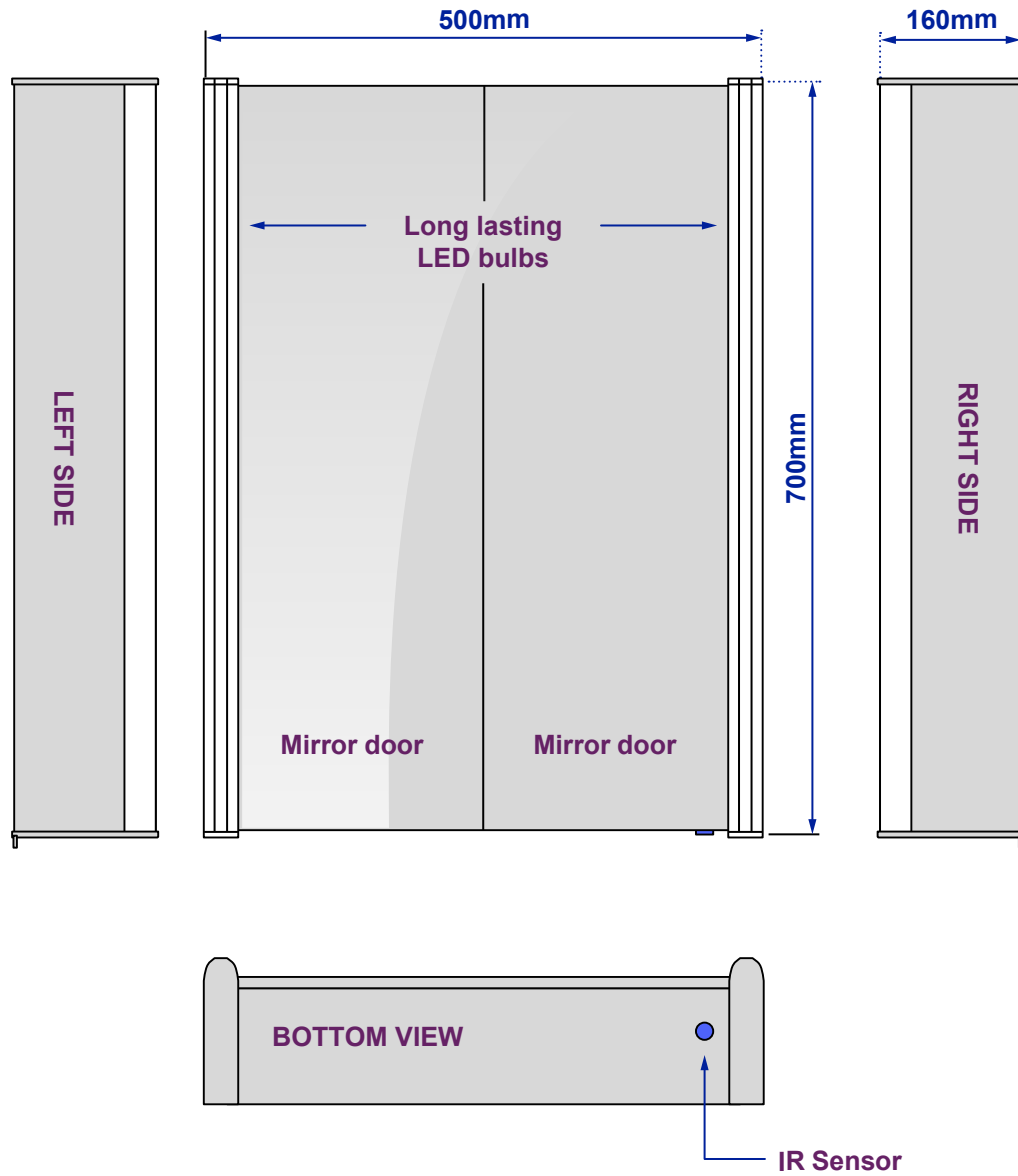 500mm
160mm
Long lasting
LED bulbs
LEFT SIDE
700mm
RIGHT SIDE
Mirror door
Mirror door
BOTTOM VIEW
IR Sensor